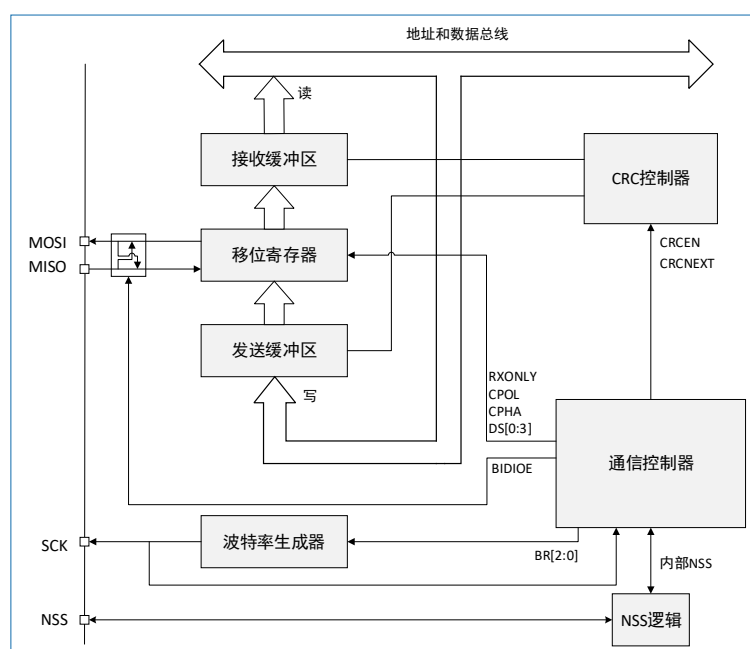 地址和数据总线
读
接收缓冲区
CRC控制器
MOSI
MISO
移位寄存器
CRCEN
CRCNEXT
发送缓冲区
写
RXONLY
CPOL
CPHA
DS[0:3]
BIDIOE
通信控制器
SCK
波特率生成器
BR[2:0]
内部NSS
NSS
NSS逻辑